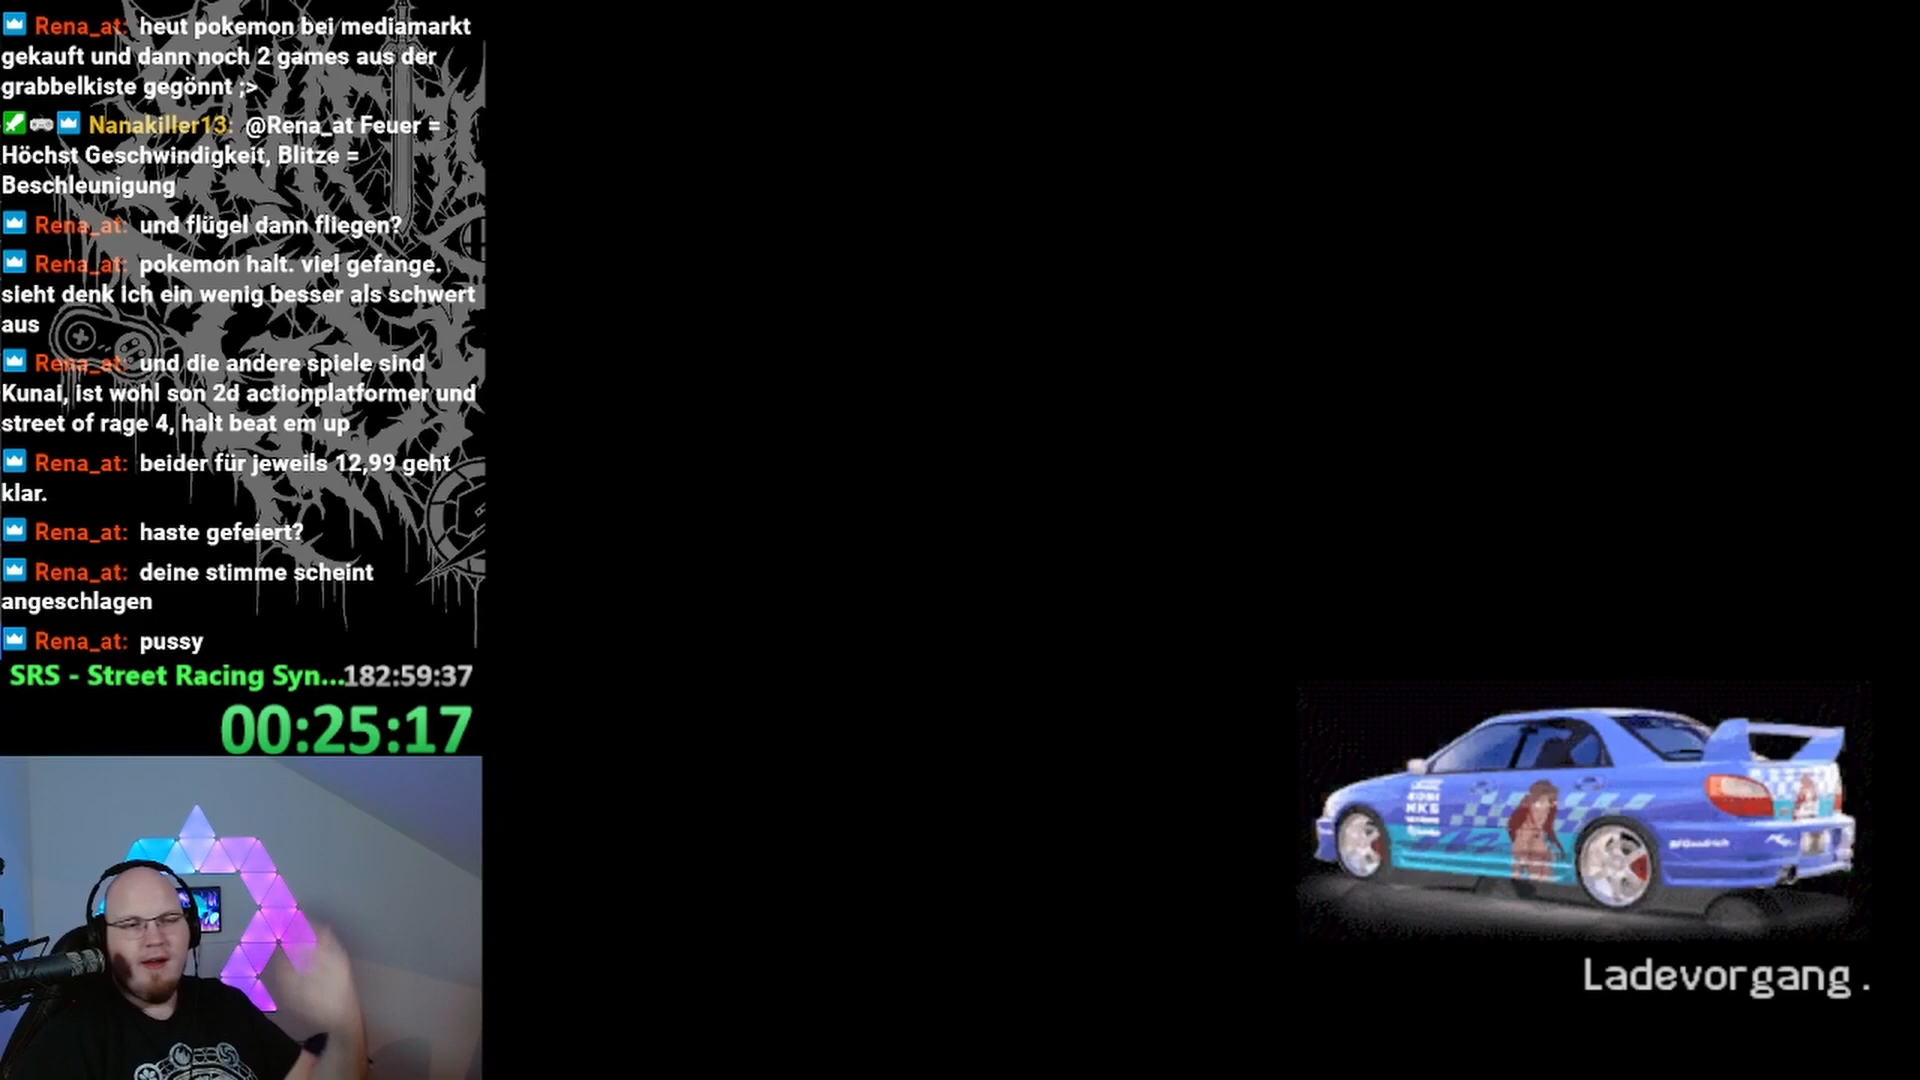 Rena_at: heut pokemon bei mediamarkt
gekauft und dann noch 2 games aus der
grabbelkiste gegönnt ;>
Nanakiller13: @Rena_at Feuer =
Höchst Geschwindigkeit, Blitze =
Beschleunigung
Rena_at: und flügel dann fliegen?
Rena_at: pokemon halt. viel gefange.
sieht denk ich ein wenig besser als schwert
aus
Rena_at: und die andere spiele sind
Kunai, ist wohl son 2d actionplatformer und
street of rage 4, halt beat em up
Rena_at: beider für jeweils 12,99 geht
klar.
Rena_at: haste gefeiert?
Rena_at: deine stimme scheint
angeschlagen
Rena_at: pussy
SRS - Street Racing Syn...182:59:37
00:25:17
HKS
BFGoodrich
Ladevorgang .